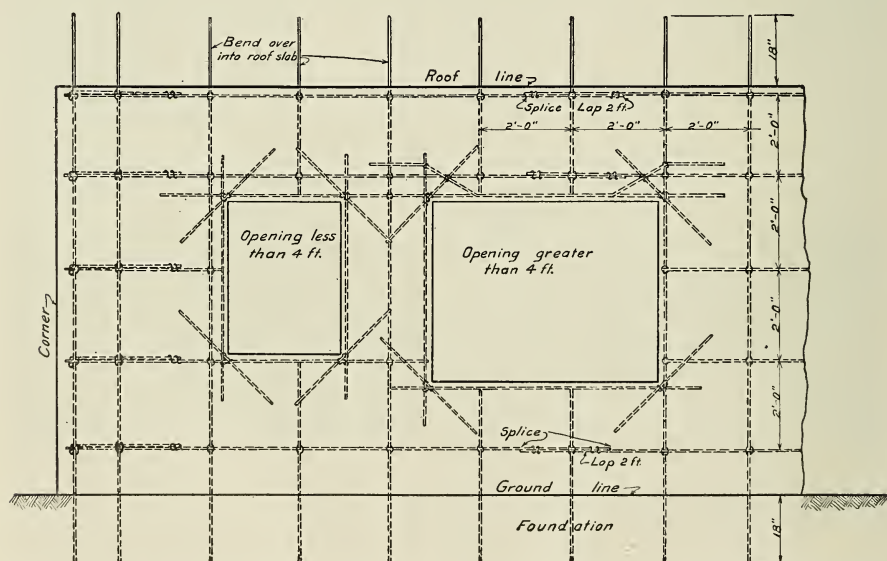 Bend over
into roof slab
18"
Roof line
Splice Lap 2 ft.
2'-0" 2'-0" 2'-0"
2'-0"
Opening less
than 4 ft.
Opening greater
than 4 ft.
2'-0"
Corner
2'-0"
2'-0"
Splice
Lap 2 ft.
Ground line
Foundation
18"